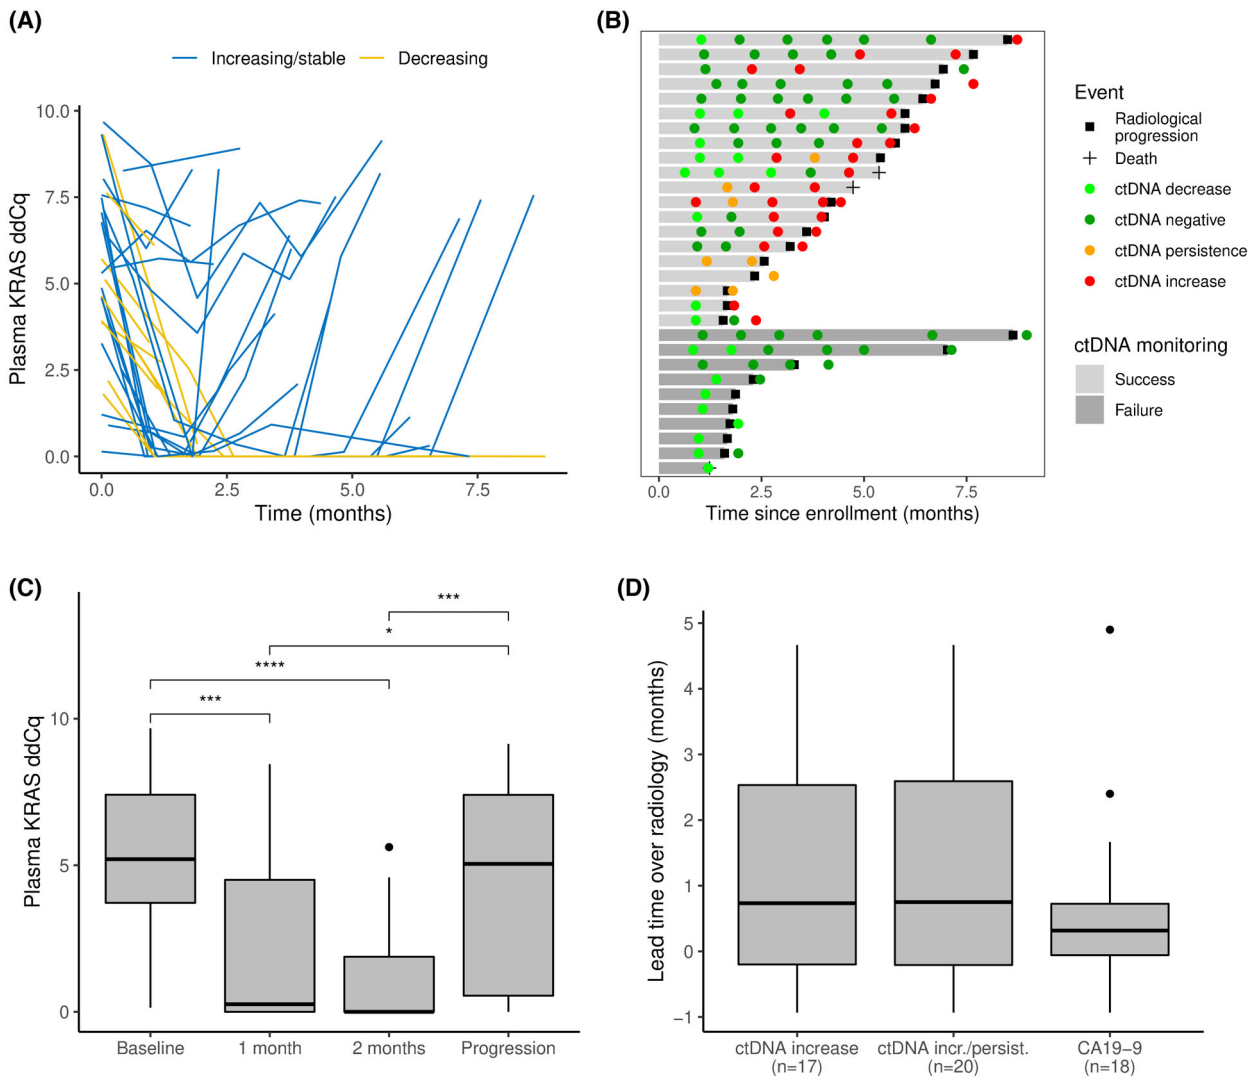 (A)
Increasing/stable
Decreasing
10.0
7.5
5.0
2.5
0.0
Plasma KRAS ddCq
0.0
2.5
5.0
7.5
Time (months)
(B)
0.0
2.5
5.0
7.5
Time since enrollment (months)
Event
Radiological
progression
Death
ctDNA decrease
ctDNA negative
ctDNA persistence
ctDNA increase
ctDNA monitoring
Success
Failure
(C)
***
*
****
***
10
5
0
Plasma KRAS ddCq
Baseline
1 month
2 months
Progression
(D)
5
4
3
2
1
0
−1
Lead time over radiology (months)
ctDNA increase
(n=17)
ctDNA incr./persist.
(n=20)
CA19−9
(n=18)